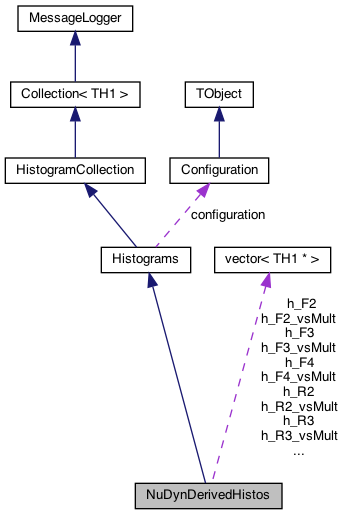 MessageLogger
Collection< TH1 >
TObject
HistogramCollection
Configuration
configuration
Histograms
vector< TH1 * >
h_F2
h_F2_vsMult
h_F3
h_F3_vsMult
h_F4
h_F4_vsMult
h_R2
h_R2_vsMult
h_R3
h_R3_vsMult
...
NuDynDerivedHistos